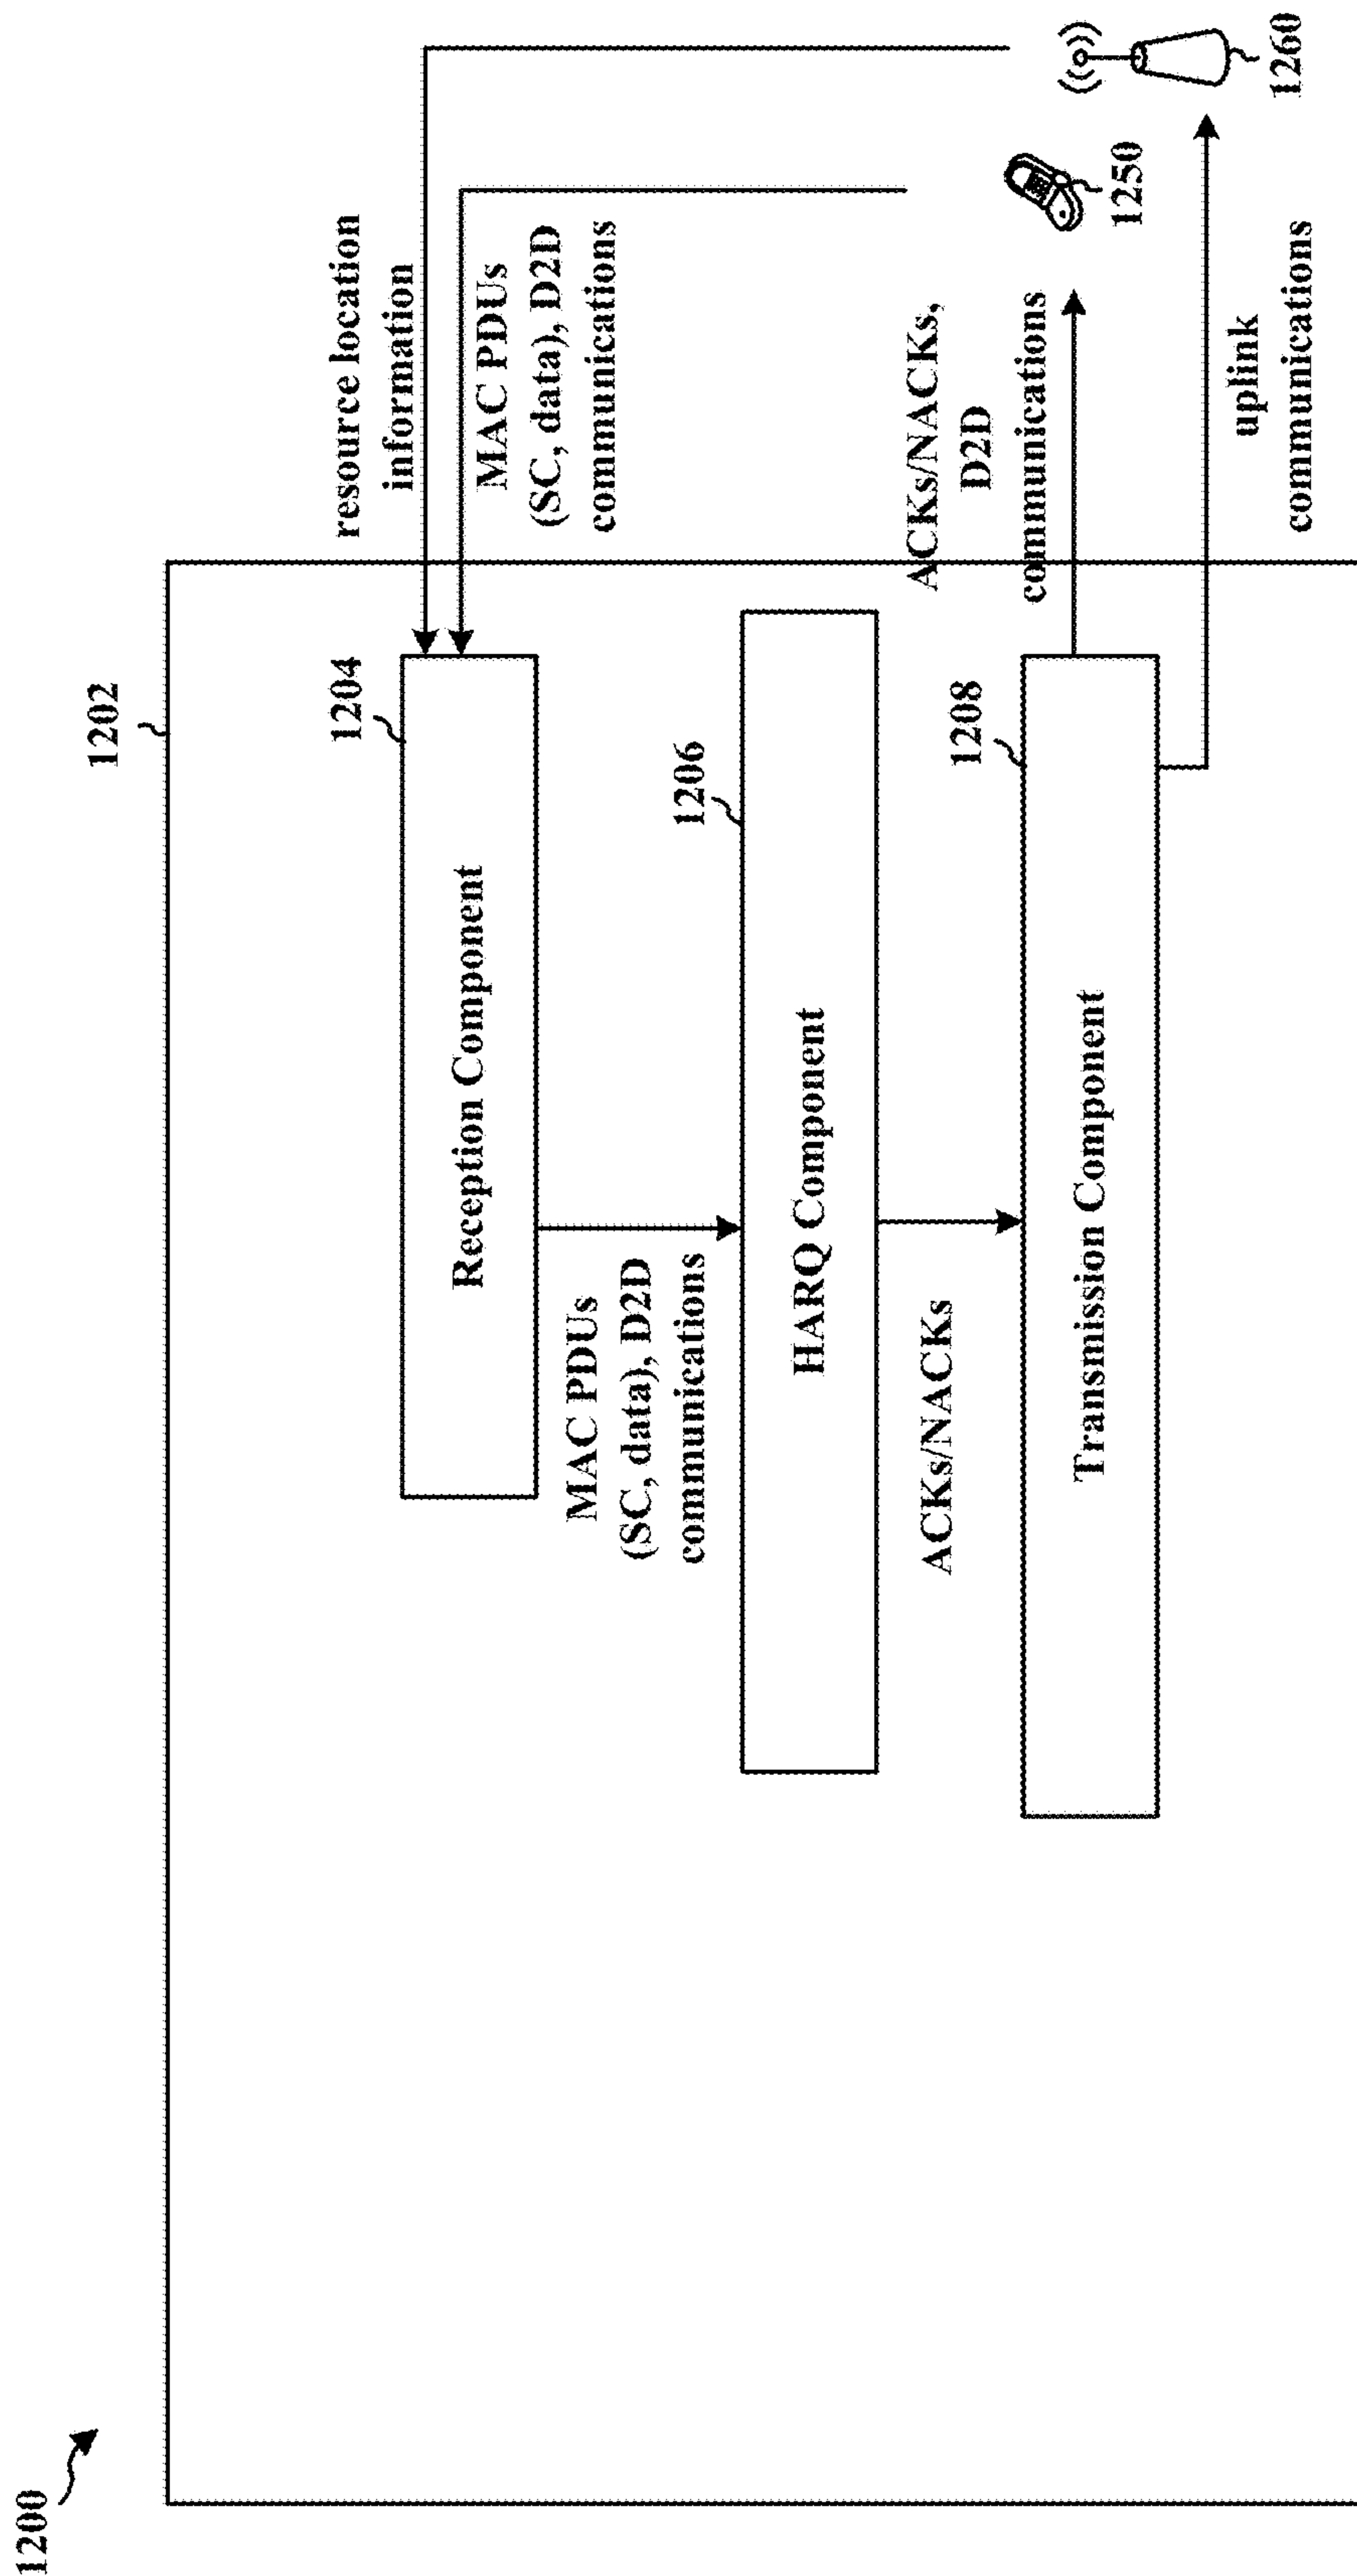 1200
1202
resource location
information
1204
Reception Component
MAC PDUs
(SC, data), D2D
communications
MAC PDUs
(SC, data), D2D
communications
1206
HARQ Component
ACKs/NACKs
ACKs/NACKs,
D2D
communications
1208
Transmission Component
1250
1260
uplink
communications